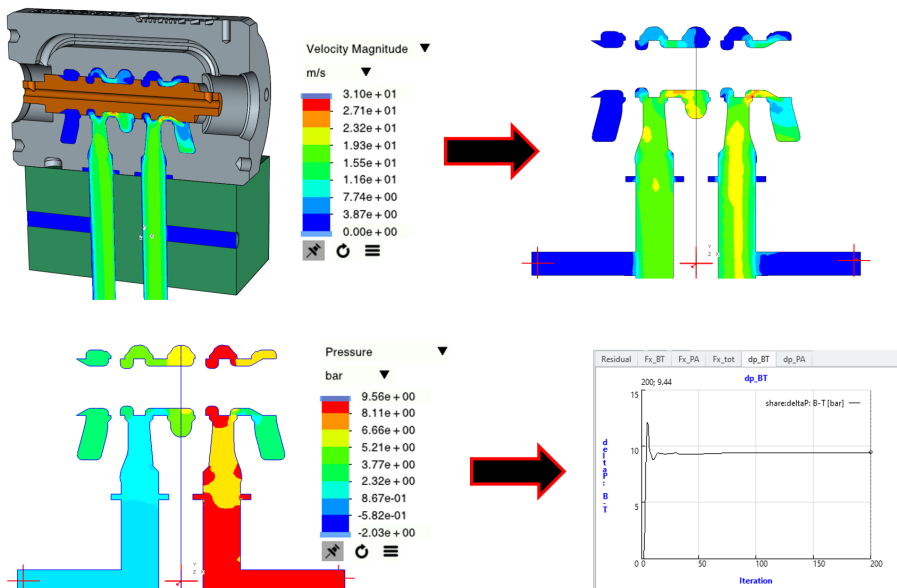 Velocity Magnitude
m/s
3.10e+01
2.71e+01
2.32e+01
1.93e+01
1.55e+01
1.16e+01
7.74e+00
3.87e+00
0.00e+00
Y
Z X
Pressure
bar
9.56e+00
8.11e+00
6.66e+00
5.21e+00
3.77e+00
2.32e+00
8.67e-01
-5.82e-01
-2.03e+00
Y
Z X
Residual Fx_BT Fx_PA Fx_tot dp_BT dp_PA
dp_BT
200; 9.44
share:deltaP: B-T [bar]
deltaP: B-T
15
10
5
0
0 50 100 150 200
Iteration